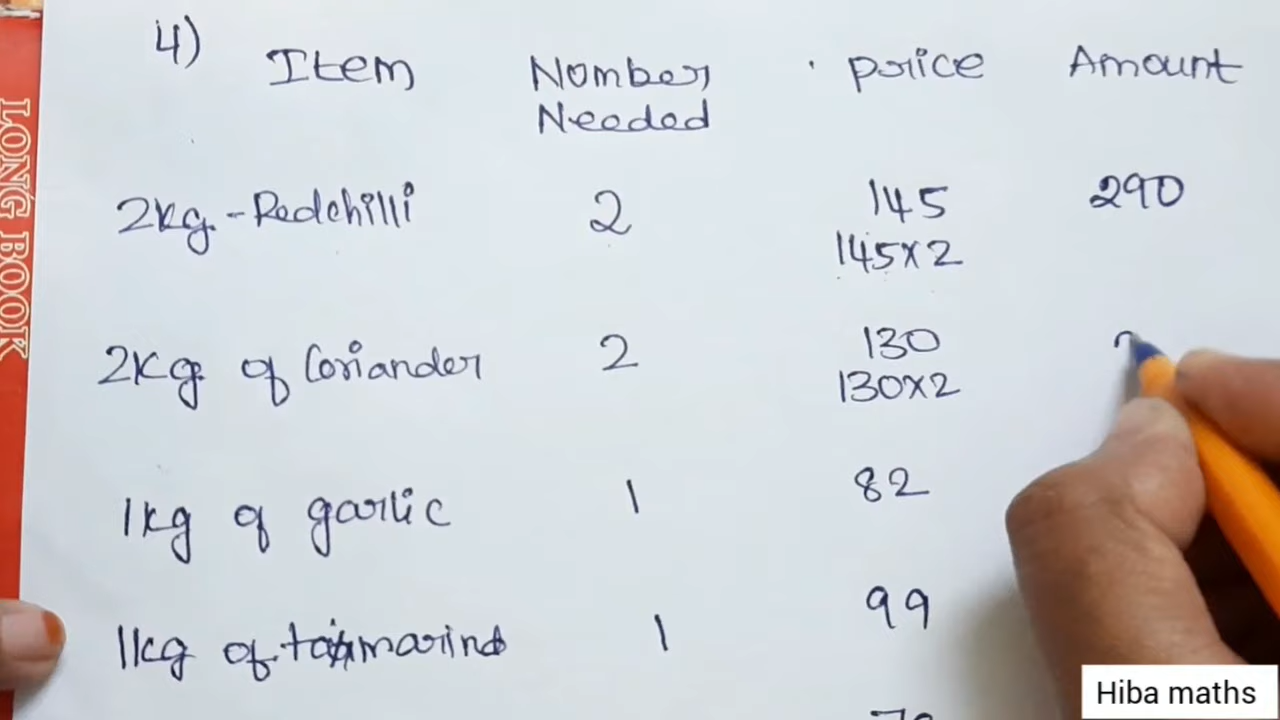 4)
Item Nomber Needed price Amount
2kg - Redchilli 2 145 290
145x2
2kg of Coriander 2 130
130x2
1kg of garlic 1 82
1kg of tamarind 1 99
LONG BOOK
Hiba maths